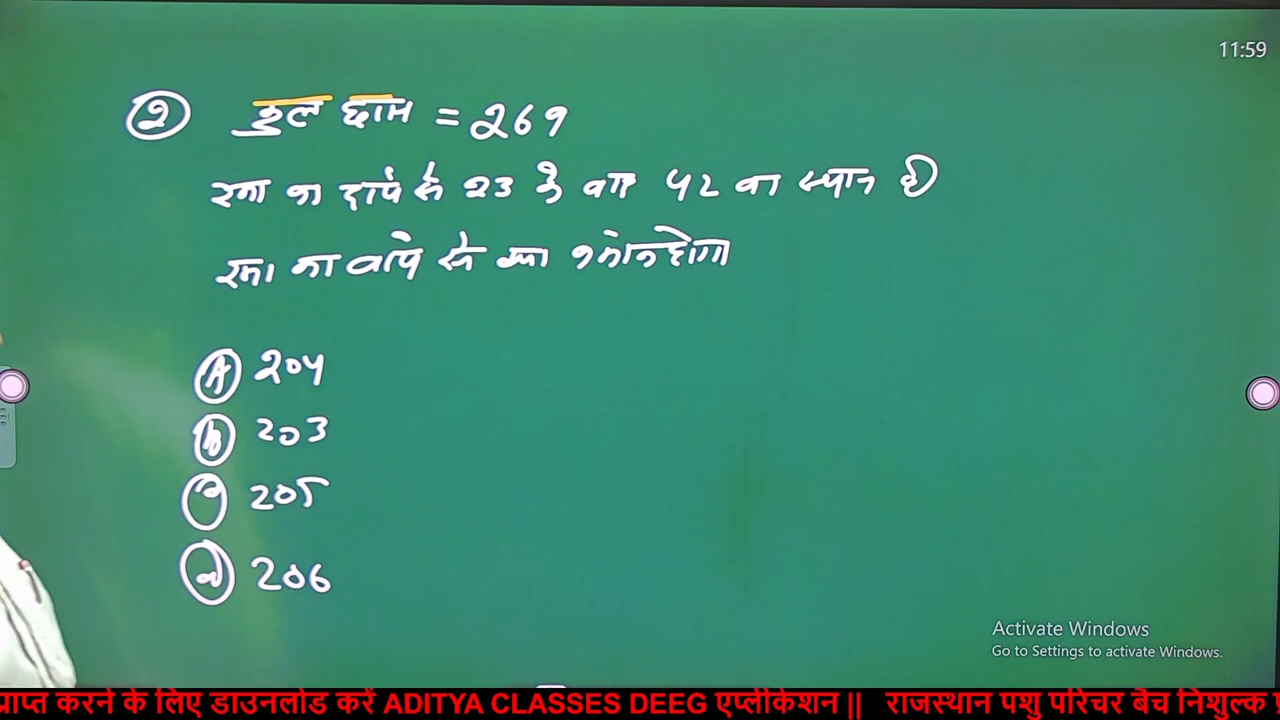 11:59
② कुल छात्र = 269
रमा का दायें से 23 के बाद 42 वा स्थान है
रमा का बायें से क्या स्थान होगा
Ⓐ 204
Ⓑ 203
Ⓒ 205
Ⓓ 206
Activate Windows
Go to Settings to activate Windows.
प्राप्त करने के लिए डाउनलोड करें ADITYA CLASSES DEEG एप्लीकेशन || राजस्थान पशु परिचर बैच निशुल्क